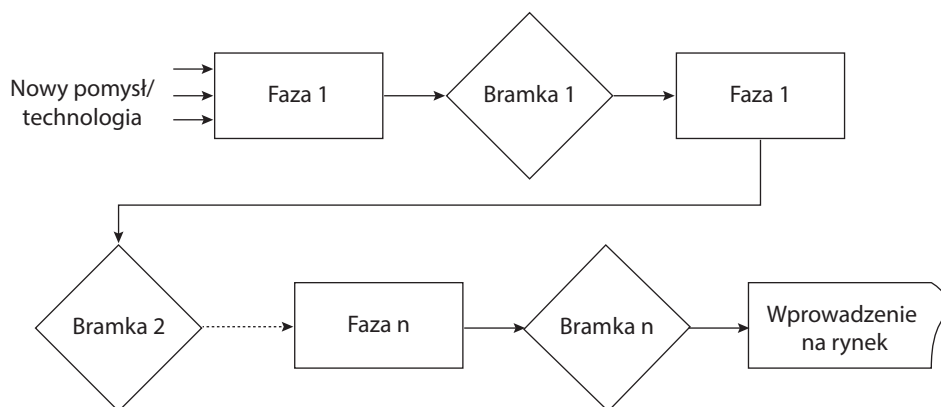 Nowy pomysł/
technologia
Faza 1
Bramka 1
Faza 1
Bramka 2
Faza n
Bramka n
Wprowadzenie
na rynek